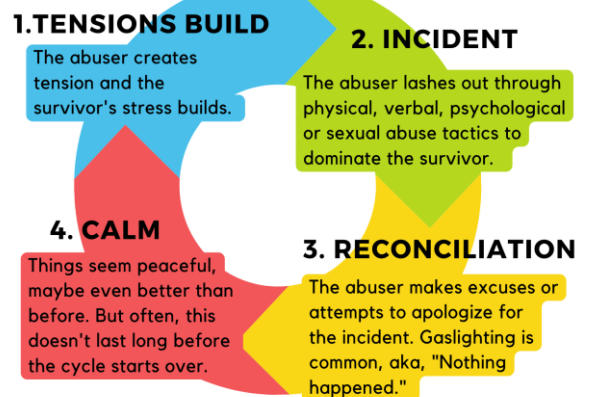 1.TENSIONS BUILD
The abuser creates
tension and the
survivor's stress builds.
2. INCIDENT
The abuser lashes out through
physical, verbal, psychological
or sexual abuse tactics to
dominate the survivor.
3. RECONCILIATION
The abuser makes excuses or
attempts to apologize for
the incident. Gaslighting is
common, aka, "Nothing
happened."
4. CALM
Things seem peaceful,
maybe even better than
before. But often, this
doesn't last long before
the cycle starts over.